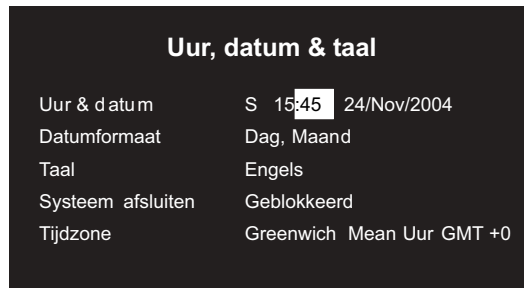 Uur, datum & taal
Uur & datum S 15:45 24/Nov/2004
Datumformaat Dag, Maand
Taal Engels
Systeem afsluiten Geblokkeerd
Tijdzone Greenwich Mean Uur GMT +0